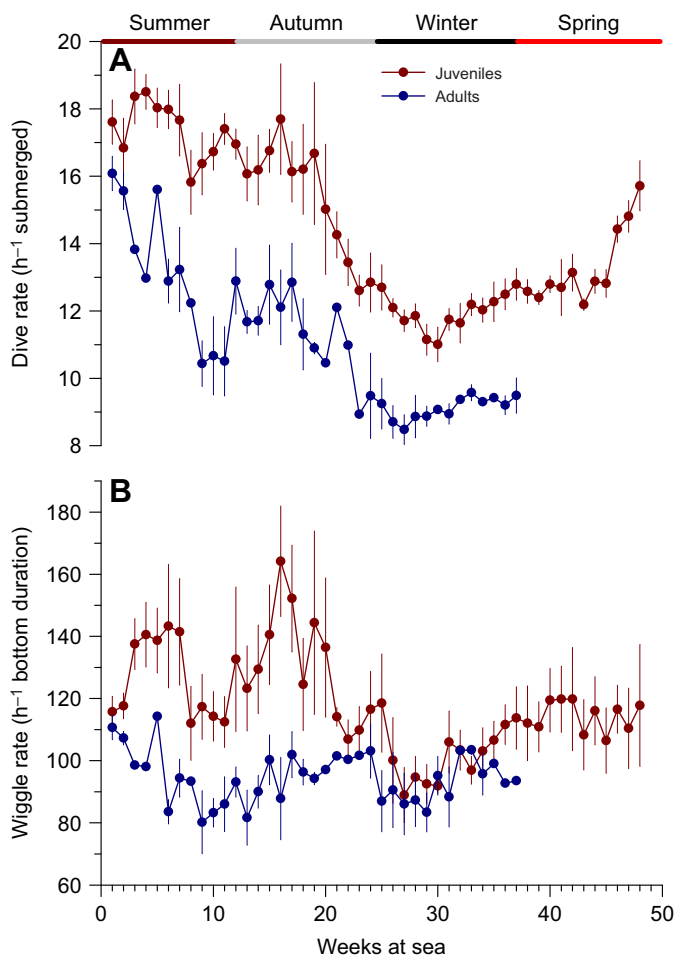 Summer Autumn Winter Spring
20
A
Juveniles
Adults
18
16
14
12
10
8
Dive rate (h⁻¹ submerged)
B
180
160
140
120
100
80
60
Wiggle rate (h⁻¹ bottom duration)
0 10 20 30 40 50
Weeks at sea